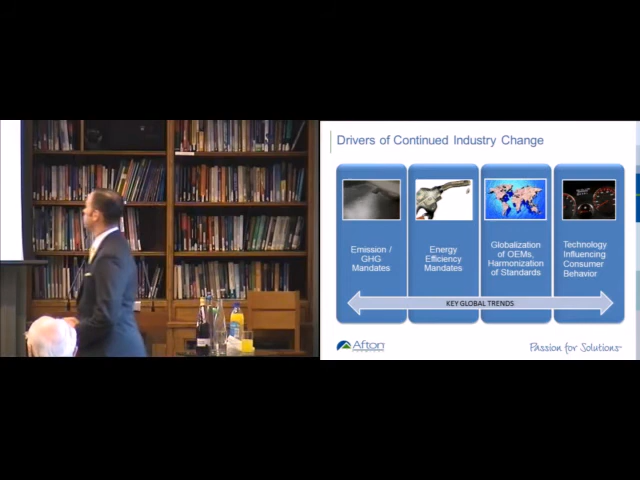 Drivers of Continued Industry Change
Emission /
GHG
Mandates
Energy
Efficiency
Mandates
Globalization
of OEMs,
Harmonization
of Standards
Technology
Influencing
Consumer
Behavior
KEY GLOBAL TRENDS
Afton
Passion for Solutions